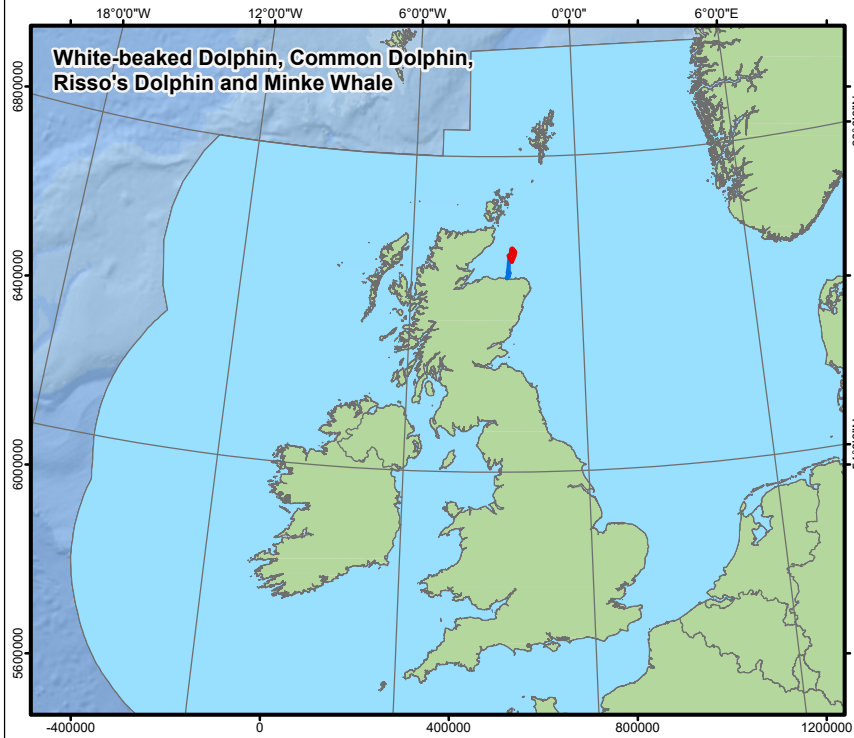 18°0'0"W 12°0'0"W 6°0'0"W 0°0'0" 6°0'0"E
White-beaked Dolphin, Common Dolphin,
Risso's Dolphin and Minke Whale
6800000
6400000
6000000
5600000
-400000 0 400000 800000 1200000